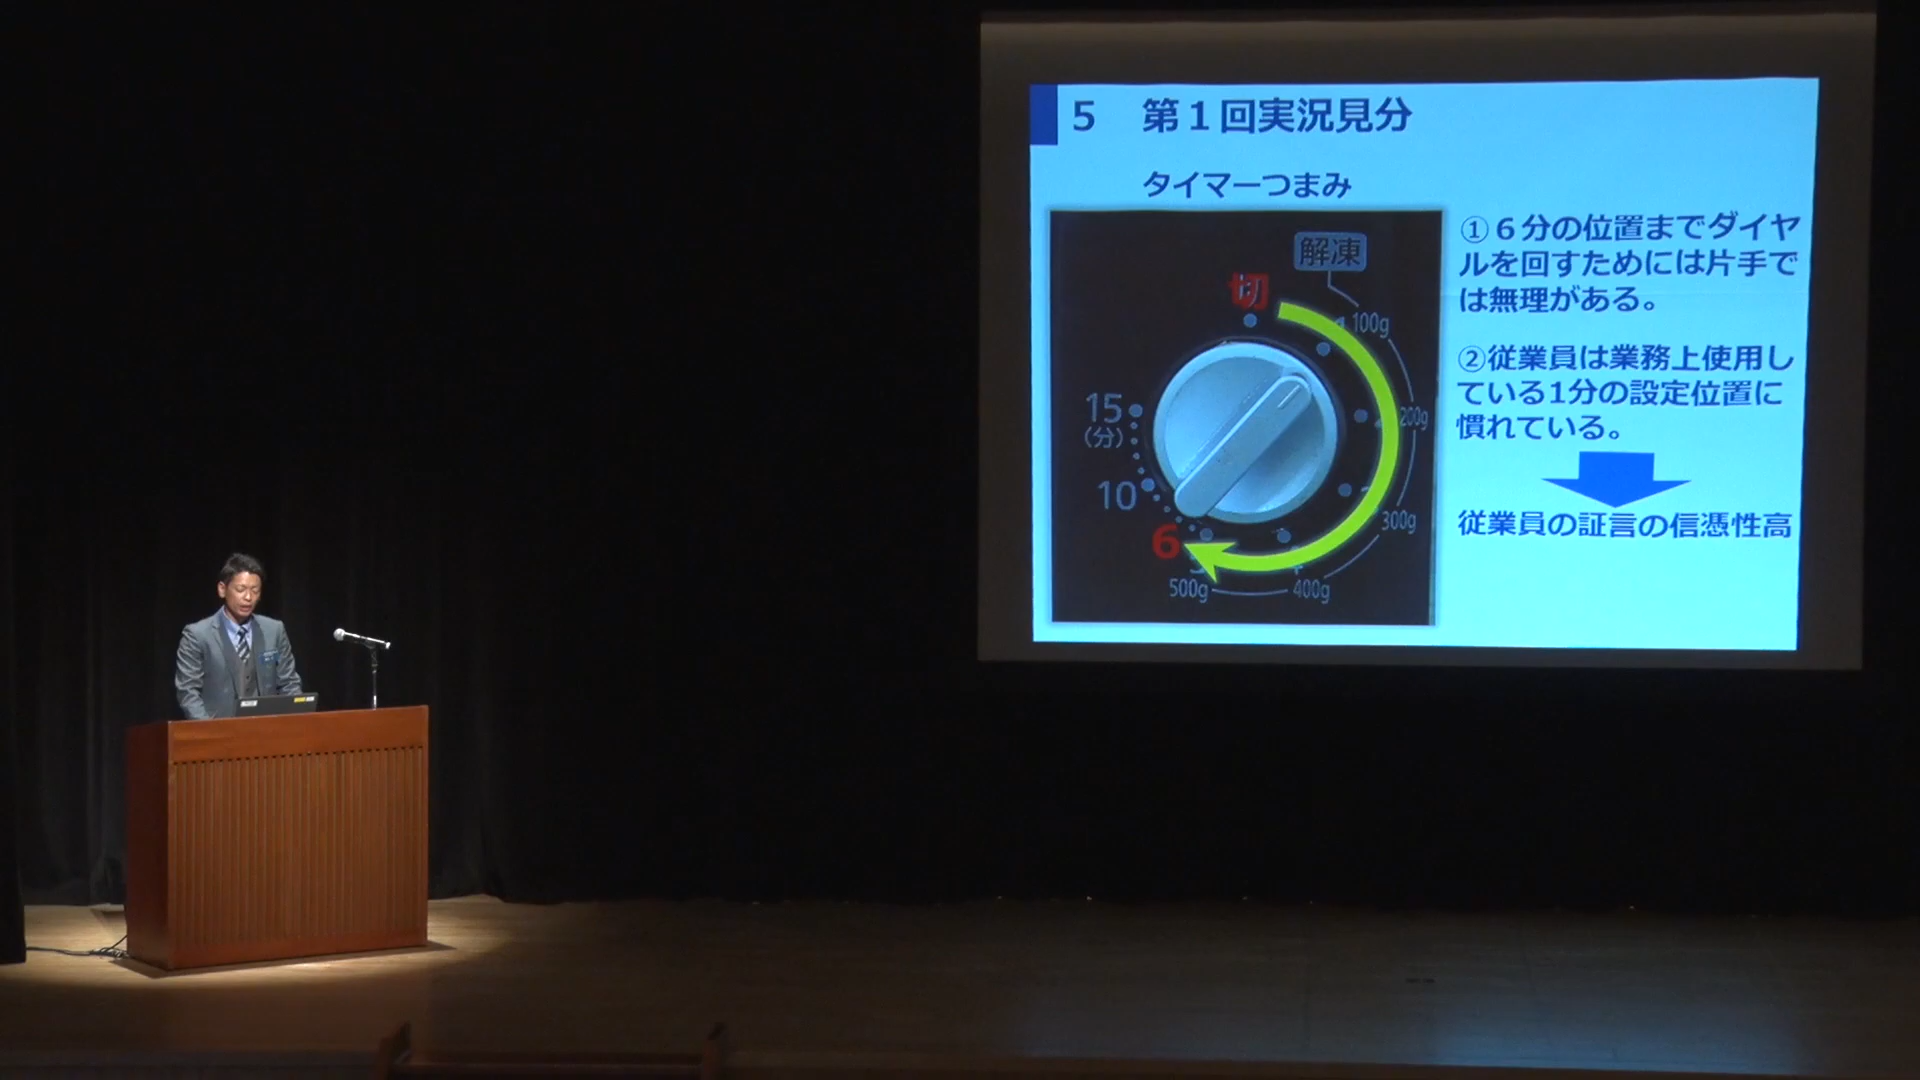 5 第１回実況見分
タイマーつまみ
解凍
切
100g
200g
15
(分)
10
300g
6
500g
400g
①６分の位置までダイヤ
ルを回すためには片手で
は無理がある。
②従業員は業務上使用し
ている1分の設定位置に
慣れている。
従業員の証言の信憑性高